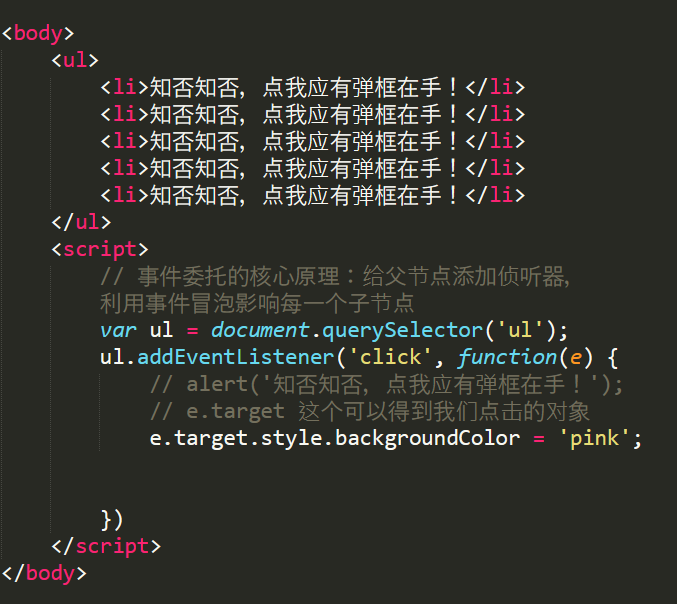 <body>
<ul>
<li>知否知否，点我应有弹框在手！</li>
<li>知否知否，点我应有弹框在手！</li>
<li>知否知否，点我应有弹框在手！</li>
<li>知否知否，点我应有弹框在手！</li>
<li>知否知否，点我应有弹框在手！</li>
</ul>
<script>
// 事件委托的核心原理：给父节点添加侦听器，
利用事件冒泡影响每一个子节点
var ul = document.querySelector('ul');
ul.addEventListener('click', function(e) {
// alert('知否知否，点我应有弹框在手！');
// e.target 这个可以得到我们点击的对象
e.target.style.backgroundColor = 'pink';
})
</script>
</body>